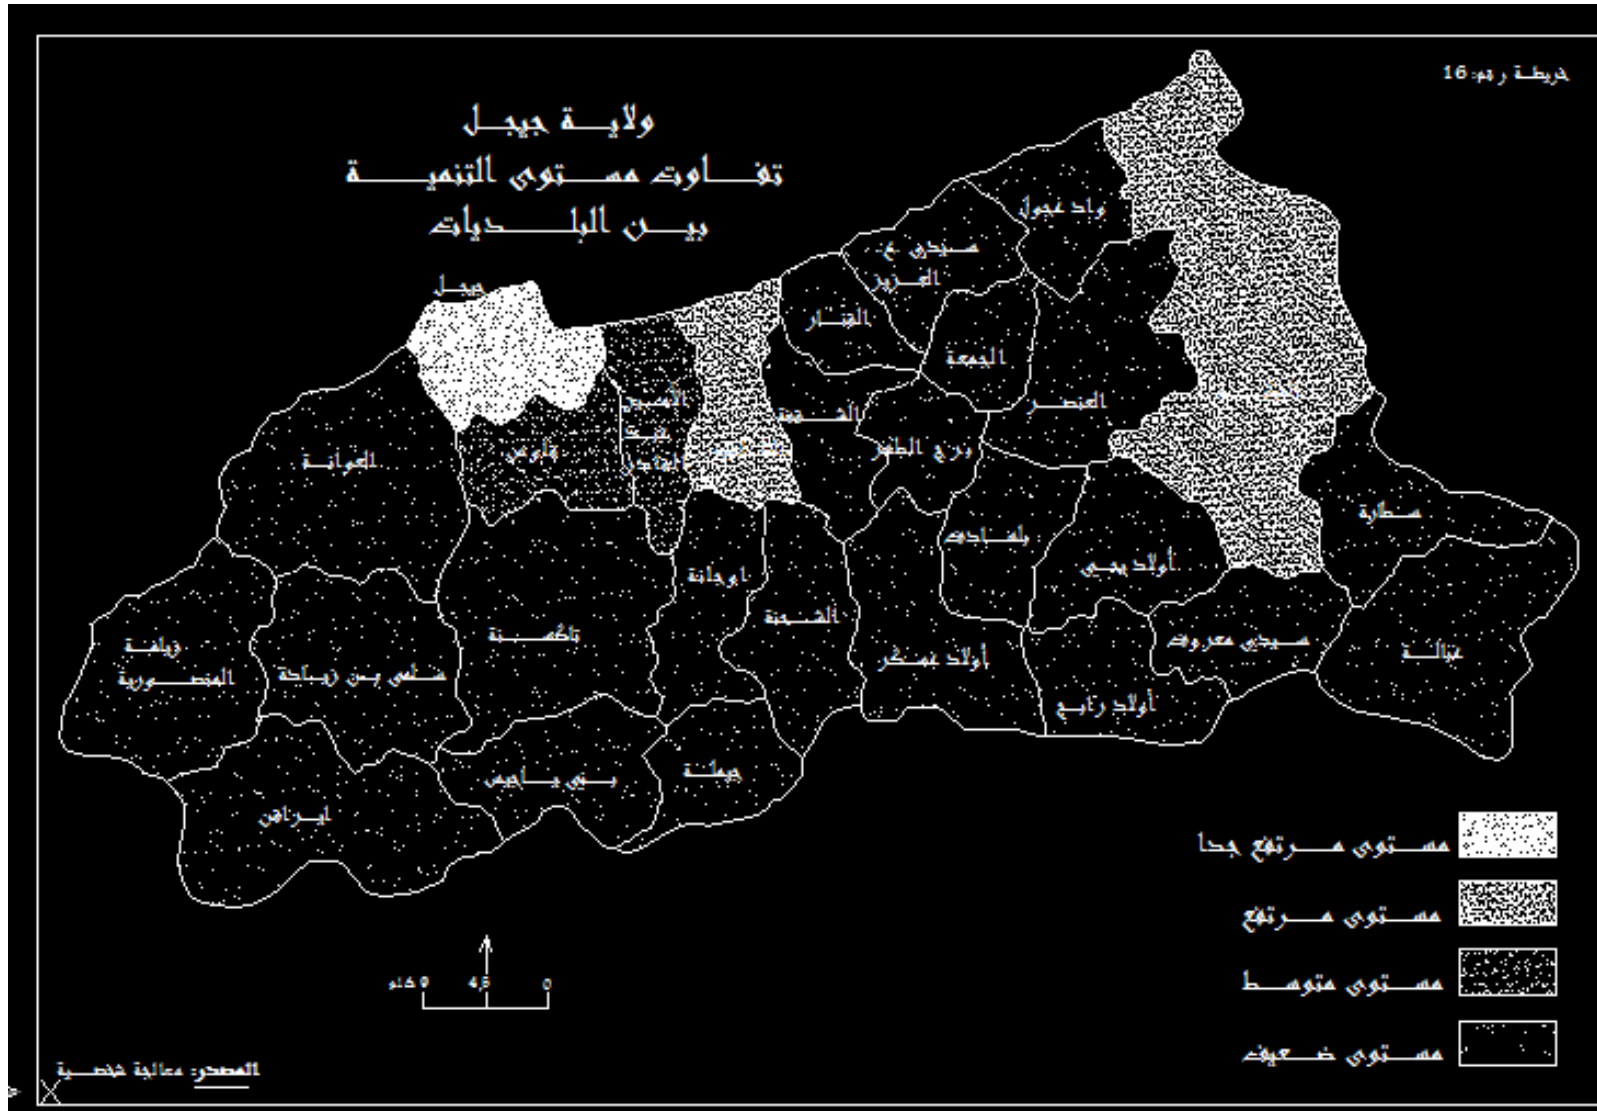 خريطة رقم: 16
ولاية جيجل
تفاوت مستوى التنمية
بين البلديات
جيجل
واد عجول
سيدي ع.
العزيز
القنار
الجمعة
العنصر
الشقفة
برج الطهر
الأمير
عبد
القادر
قاوس
العوانة
سطارة
بلهادف
أولاد يحي
اوجانة
الشحنة
تاكسنة
زيامة
المنصورية
سلمى بن زيادة
أولاد عسكر
سيدي معروف
غبالة
أولاد رابح
جيملة
بني ياجيس
ايراقن
مستوى مرتفع جدا
مستوى مرتفع
مستوى متوسط
مستوى ضعيف
0 4,5 9 كلم
المصدر: معالجة شخصية